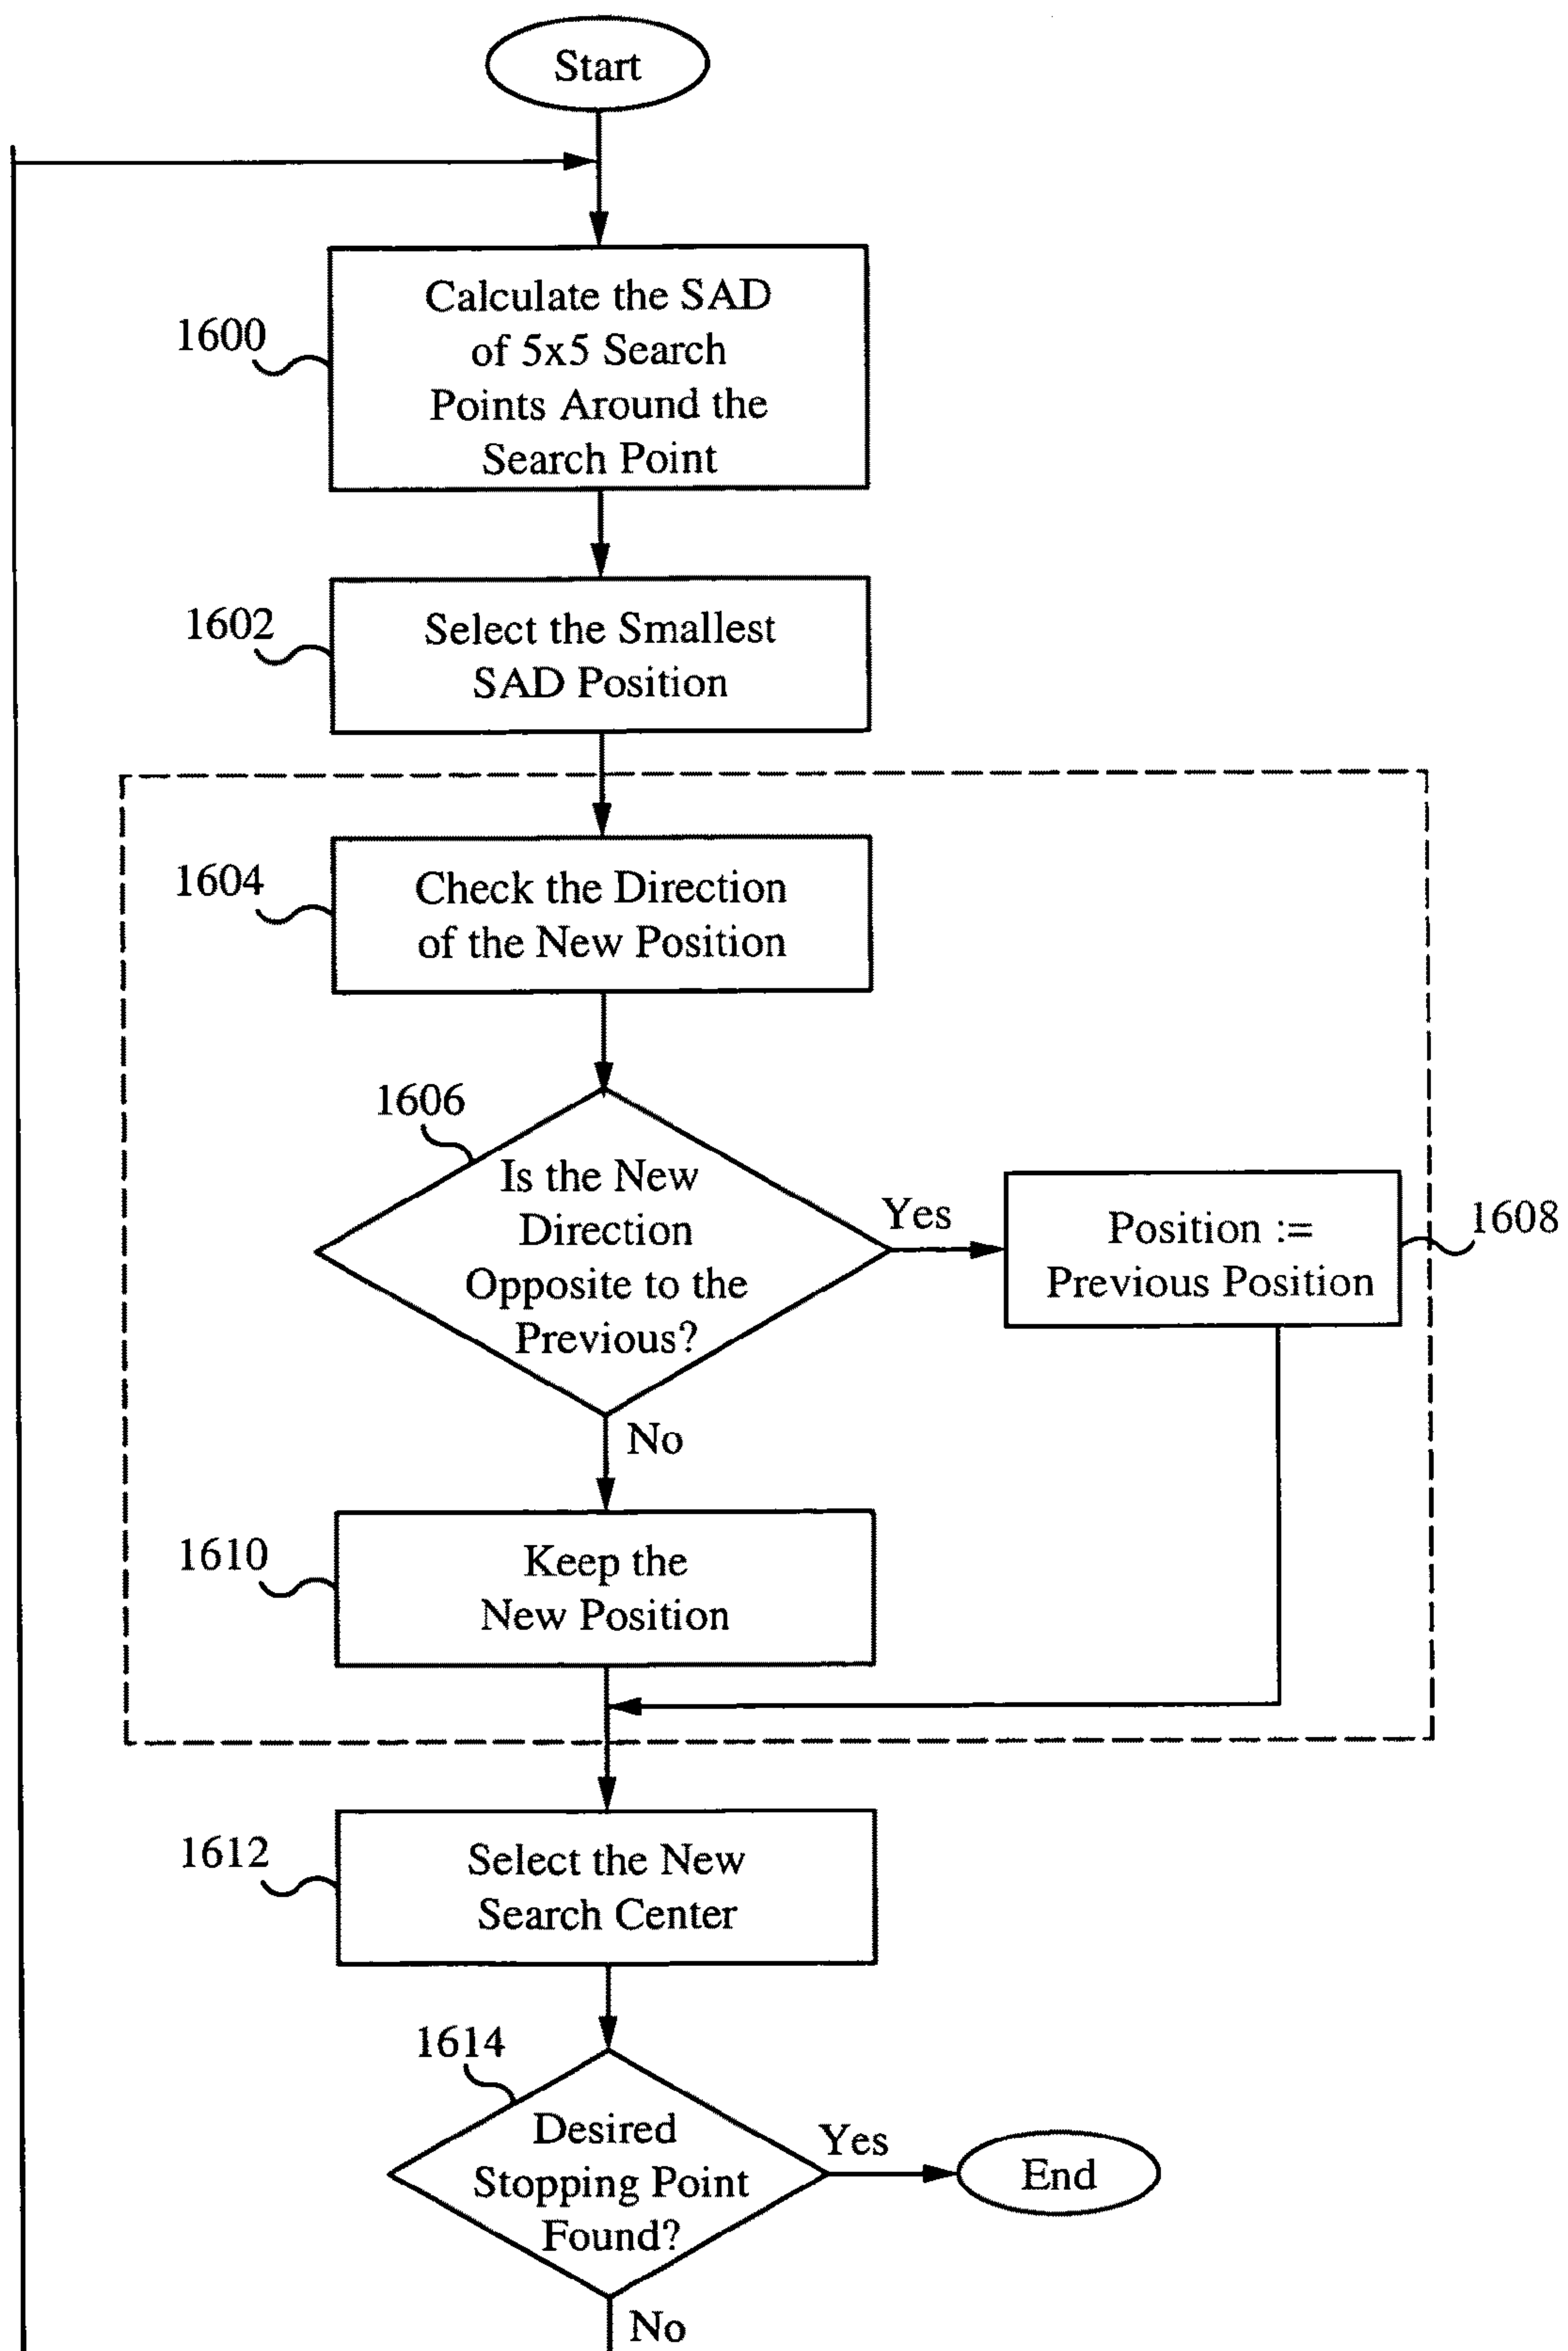 Start
1600
Calculate the SAD
of 5x5 Search
Points Around the
Search Point
1602
Select the Smallest
SAD Position
1604
Check the Direction
of the New Position
1606
Is the New
Direction
Opposite to the
Previous?
Yes
Position :=
Previous Position
1608
No
1610
Keep the
New Position
1612
Select the New
Search Center
1614
Desired
Stopping Point
Found?
Yes
End
No